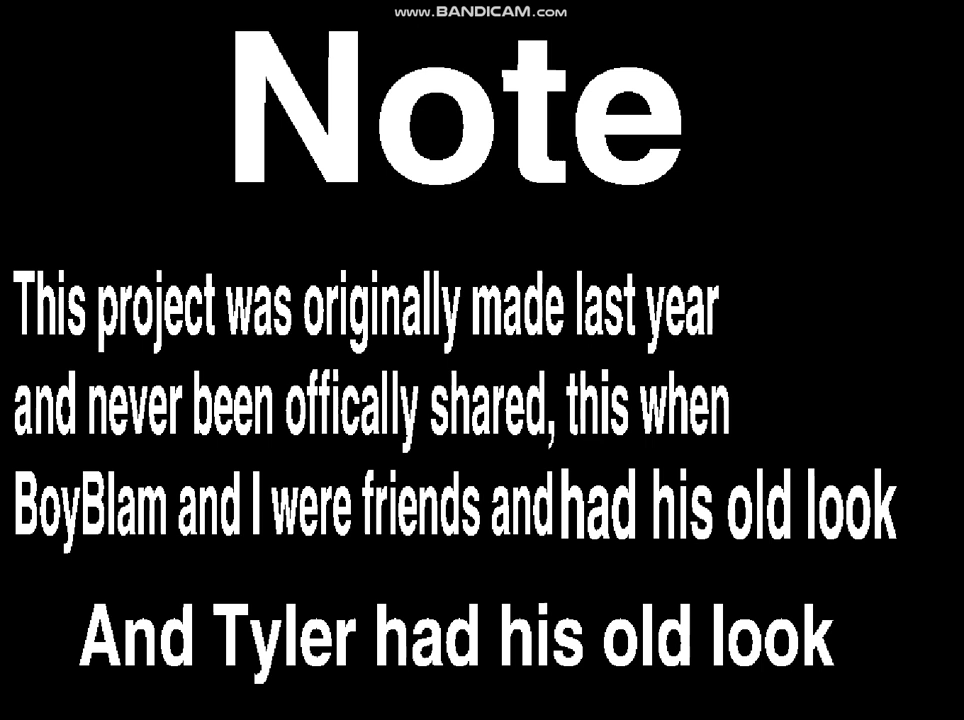 www.BANDICAM.com
Note
This project was originally made last year
and never been offically shared, this when
BoyBlam and I were friends and had his old look
And Tyler had his old look